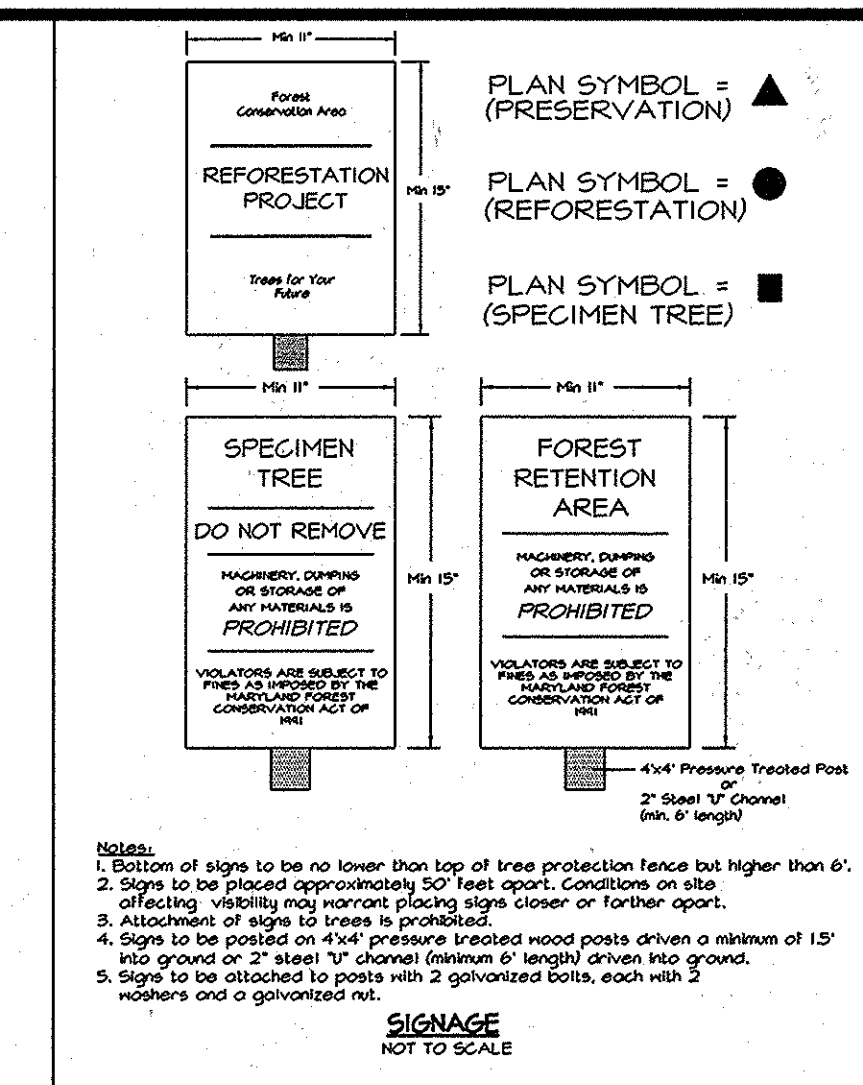 Min 11"
Forest
Conservation Area
REFORESTATION
PROJECT
Trees for Your
Future
Min 15"
PLAN SYMBOL =
(PRESERVATION)
PLAN SYMBOL =
(REFORESTATION)
PLAN SYMBOL =
(SPECIMEN TREE)
Min 11"
SPECIMEN
TREE
DO NOT REMOVE
MACHINERY, DUMPING
OR STORAGE OF
ANY MATERIALS IS
PROHIBITED
VIOLATORS ARE SUBJECT TO
FINES AS IMPOSED BY THE
MARYLAND FOREST
CONSERVATION ACT OF
1991
Min 15"
Min 11"
FOREST
RETENTION
AREA
MACHINERY, DUMPING
OR STORAGE OF
ANY MATERIALS IS
PROHIBITED
VIOLATORS ARE SUBJECT TO
FINES AS IMPOSED BY THE
MARYLAND FOREST
CONSERVATION ACT OF
1991
Min 15"
4'x4' Pressure Treated Post
or
2" Steel "U" Channel
(min. 6' length)
Notes:
1. Bottom of signs to be no lower than top of tree protection fence but higher than 6'.
2. Signs to be placed approximately 50' feet apart. Conditions on site
affecting visibility may warrant placing signs closer or farther apart.
3. Attachment of signs to trees is prohibited.
4. Signs to be posted on 4'x4' pressure treated wood posts driven a minimum of 1.5'
into ground or 2" steel "U" channel (minimum 6' length) driven into ground.
5. Signs to be attached to posts with 2 galvanized bolts, each with 2
washers and a galvanized nut.
SIGNAGE
NOT TO SCALE